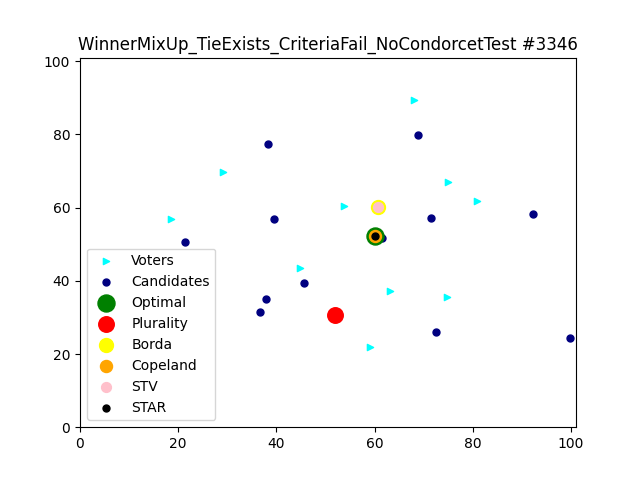 WinnerMixUp_TieExists_CriteriaFail_NoCondorcetTest #3346
100
80
60
40
20
0
Voters
Candidates
Optimal
Plurality
Borda
Copeland
STV
STAR
0 20 40 60 80 100